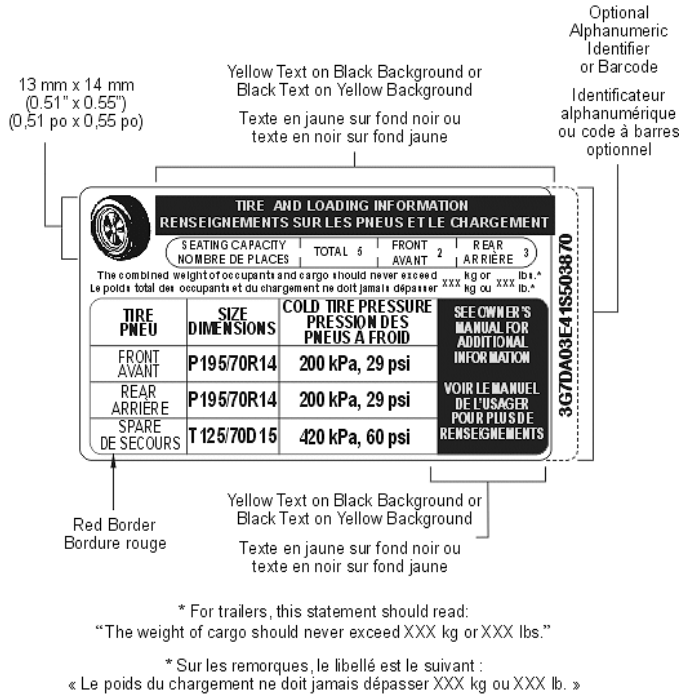 Optional
Alphanumeric
Identifier
or Barcode
Identificateur
alphanumérique
ou code à barres
optionnel
13 mm x 14 mm
(0.51" x 0.55")
(0,51 po x 0,55 po)
Yellow Text on Black Background or
Black Text on Yellow Background
Texte en jaune sur fond noir ou
texte en noir sur fond jaune
TIRE AND LOADING INFORMATION
RENSEIGNEMENTS SUR LES PNEUS ET LE CHARGEMENT
SEATING CAPACITY
NOMBRE DE PLACES
TOTAL 5
FRONT
AVANT 2
REAR
ARRIÈRE 3
The combined weight of occupants and cargo should never exceed XXX kg or XXX lbs.*
Le poids total des occupants et du chargement ne doit jamais dépasser XXX kg ou XXX lb.*
TIRE
PNEU
SIZE
DIMENSIONS
COLD TIRE PRESSURE
PRESSION DES
PNEUS A FROID
FRONT
AVANT
P195/70R14
200 kPa, 29 psi
REAR
ARRIÈRE
P195/70R14
200 kPa, 29 psi
SPARE
DE SECOURS
T125/70D15
420 kPa, 60 psi
SEE OWNER'S
MANUAL FOR
ADDITIONAL
INFORMATION
VOIR LE MANUEL
DE L'USAGER
POUR PLUS DE
RENSEIGNEMENTS
3G7DA03E41S503870
Red Border
Bordure rouge
Yellow Text on Black Background or
Black Text on Yellow Background
Texte en jaune sur fond noir ou
texte en noir sur fond jaune
* For trailers, this statement should read:
“The weight of cargo should never exceed XXX kg or XXX lbs.”
* Sur les remorques, le libellé est le suivant :
« Le poids du chargement ne doit jamais dépasser XXX kg ou XXX lb. »